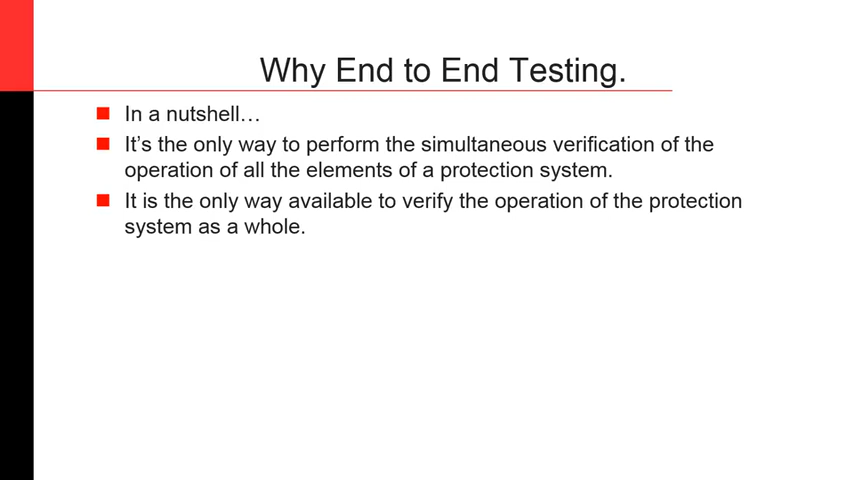 Why End to End Testing.
In a nutshell…
It's the only way to perform the simultaneous verification of the
operation of all the elements of a protection system.
It is the only way available to verify the operation of the protection
system as a whole.